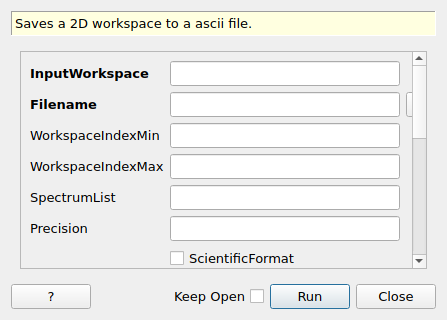 Saves a 2D workspace to a ascii file.
InputWorkspace
Filename
WorkspaceIndexMin
WorkspaceIndexMax
SpectrumList
Precision
ScientificFormat
? Keep Open Run Close